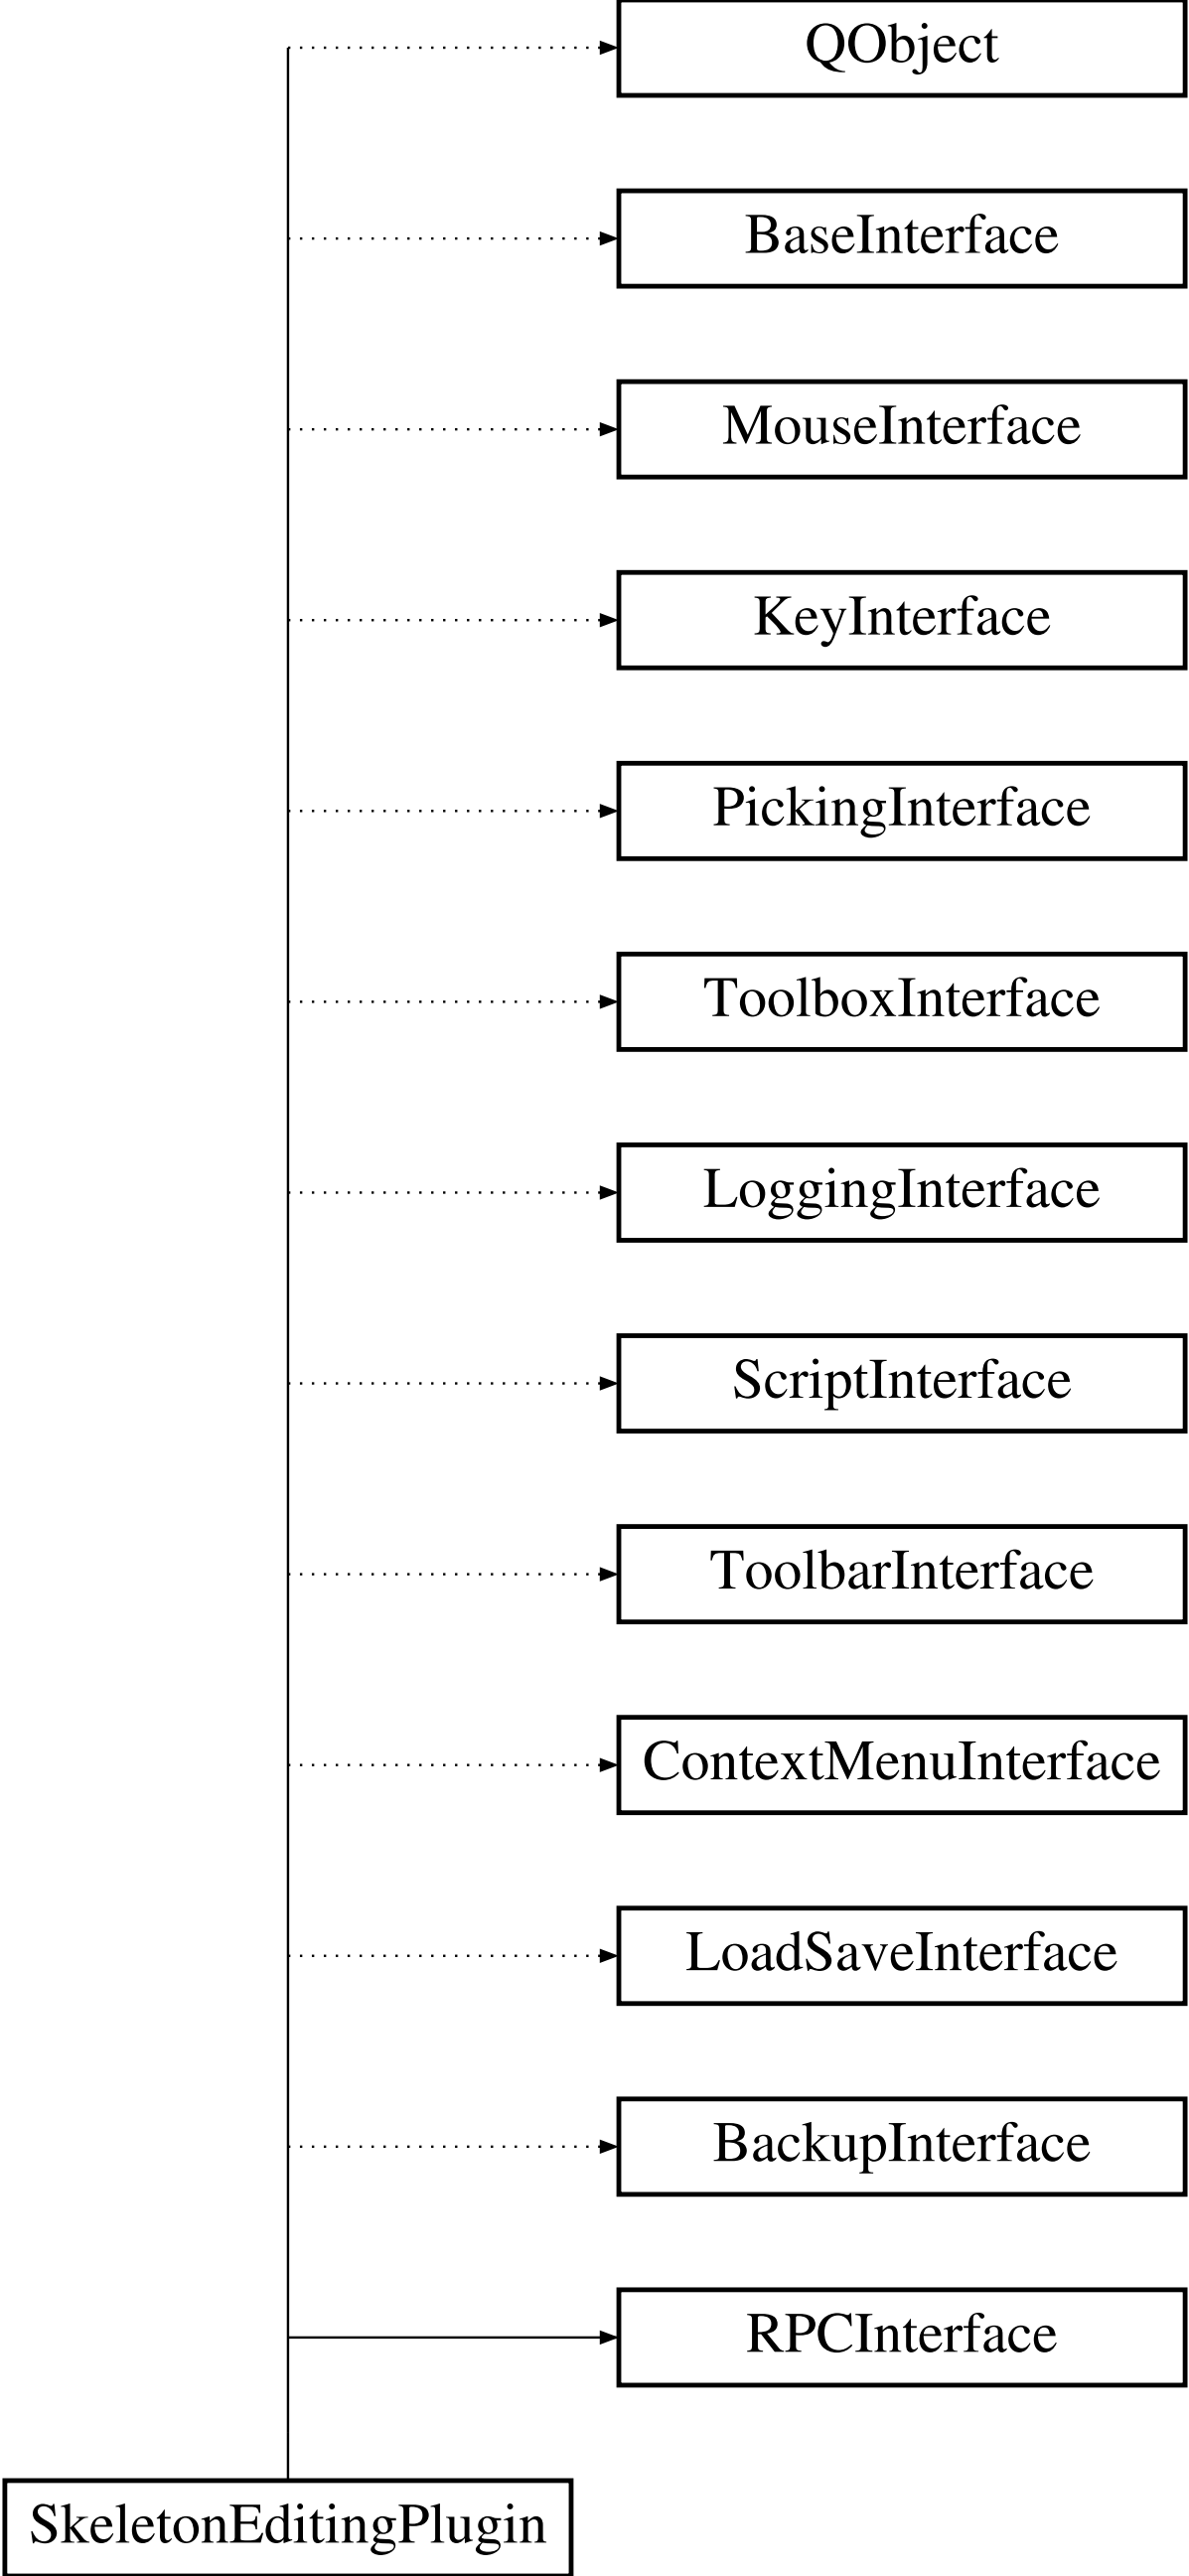 QObject
BaseInterface
MouseInterface
KeyInterface
PickingInterface
ToolboxInterface
LoggingInterface
ScriptInterface
ToolbarInterface
ContextMenuInterface
LoadSaveInterface
BackupInterface
RPCInterface
SkeletonEditingPlugin